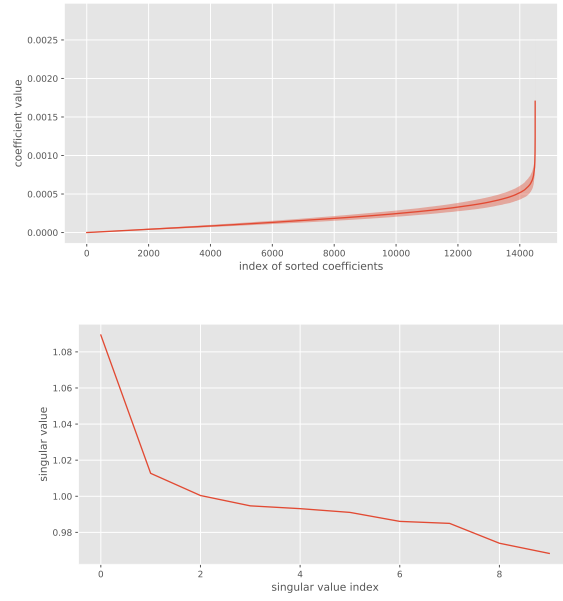 0.0025
0.0020
0.0015
0.0010
0.0005
0.0000
coefficient value
0 2000 4000 6000 8000 10000 12000 14000
index of sorted coefficients
1.08
1.06
1.04
1.02
1.00
0.98
singular value
0 2 4 6 8
singular value index